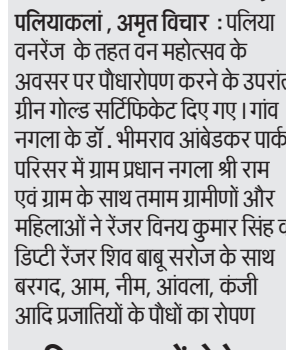 पलियाकलां , अमृत विचार : पलिया
वनरेंज के तहत वन महोत्सव के
अवसर पर पौधारोपण करने के उपरांत
ग्रीन गोल्ड सर्टिफिकेट दिए गए । गांव
नगला के डॉ . भीमराव आंबेडकर पार्क
परिसर में ग्राम प्रधान नगला श्री राम
एवं ग्राम के साथ तमाम ग्रामीणों और
महिलाओं ने रेंजर विनय कुमार सिंह
डिप्टी रेंजर शिव बाबू सरोज के साथ
बरगद, आम, नीम, आंवला, कंजी
आदि प्रजातियों के पौधों का रोपण